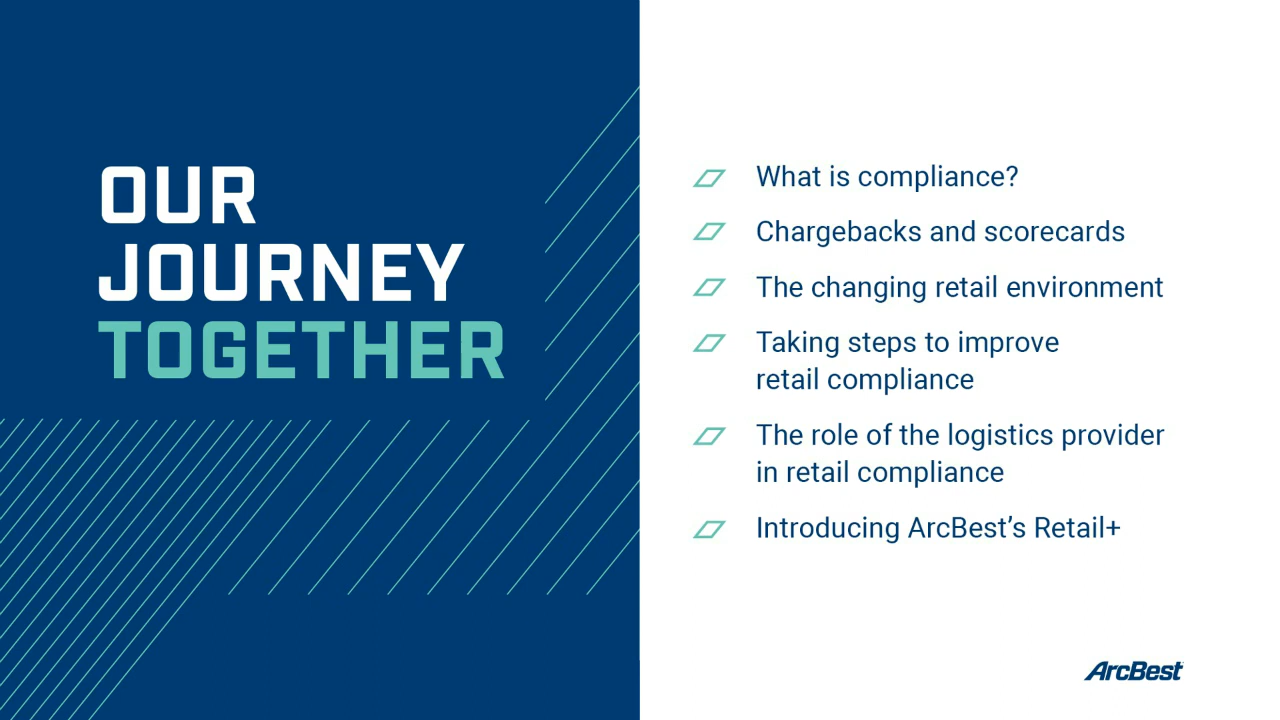 OUR
JOURNEY
TOGETHER
What is compliance?
Chargebacks and scorecards
The changing retail environment
Taking steps to improve
retail compliance
The role of the logistics provider
in retail compliance
Introducing ArcBest’s Retail+
ArcBest